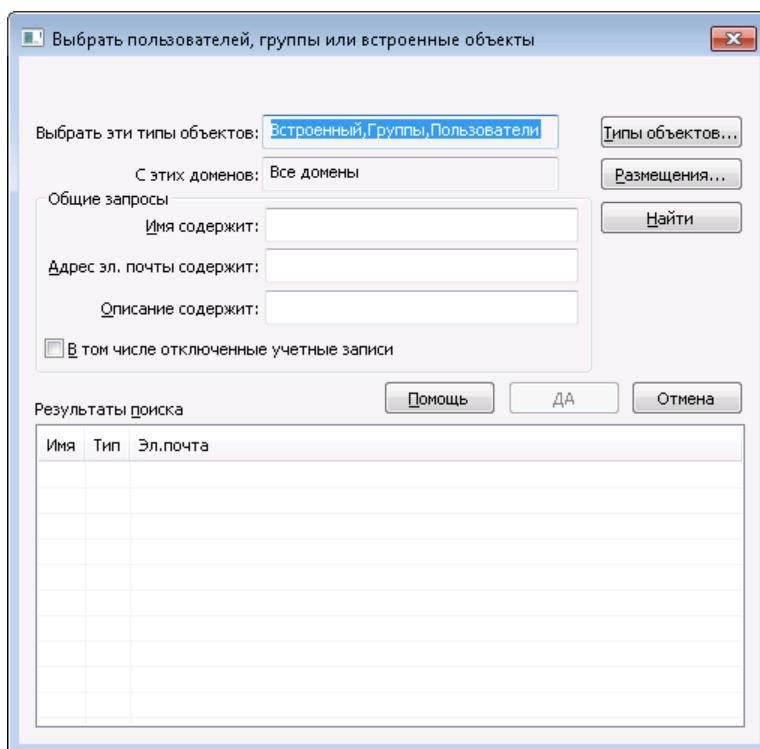 Выбрать пользователей, группы или встроенные объекты
Выбрать эти типы объектов: Встроенный,Группы,Пользователи Типы объектов...
С этих доменов: Все домены Размещения...
Общие запросы
Имя содержит: Найти
Адрес эл. почты содержит:
Описание содержит:
В том числе отключенные учетные записи
Помощь ДА Отмена
Результаты поиска
Имя Тип Эл.почта